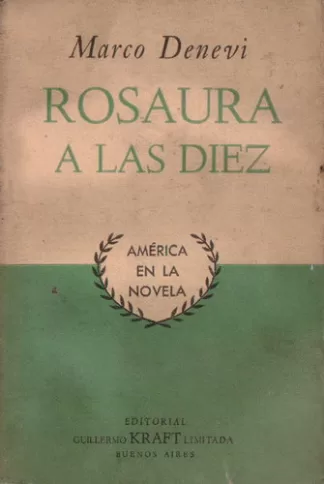 Marco Denevi
ROSAURA
A LAS DIEZ
AMÉRICA
EN LA
NOVELA
EDITORIAL
GUILLERMO KRAFT LIMITADA
BUENOS AIRES